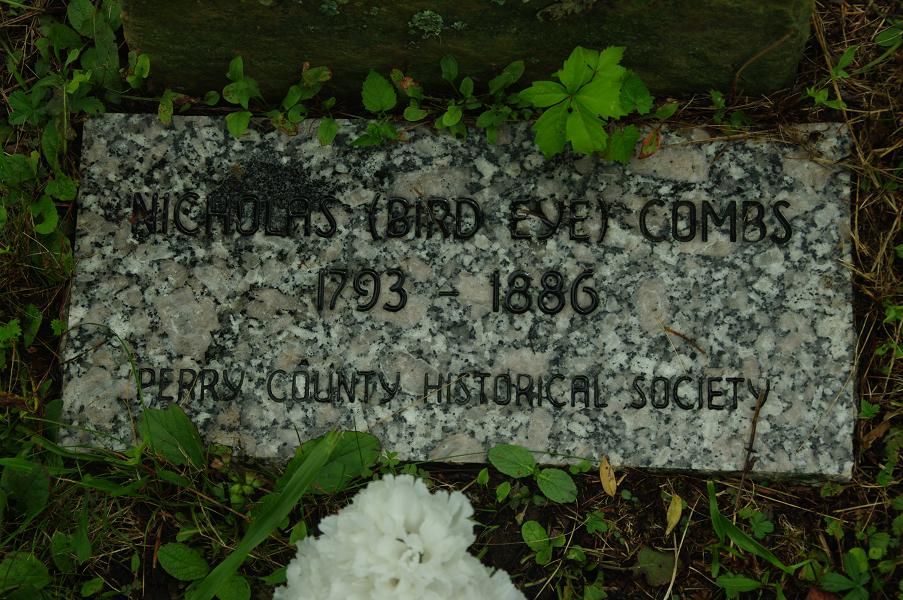 NICHOLAS (BIRD EYE) COMBS
1793 - 1886
PERRY COUNTY HISTORICAL SOCIETY